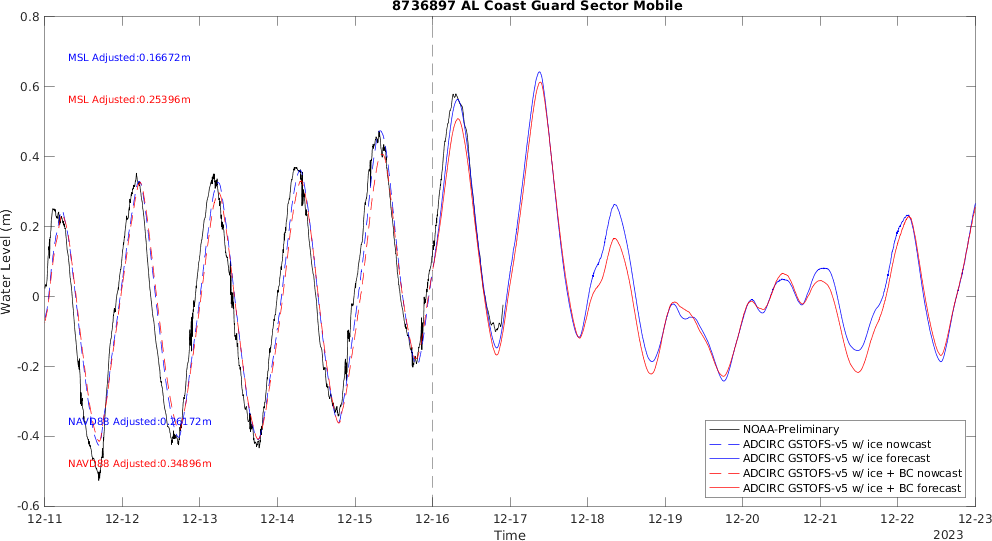 8736897 AL Coast Guard Sector Mobile
0.8
0.6
0.4
0.2
0
-0.2
-0.4
-0.6
Water Level (m)
MSL Adjusted:0.16672m
MSL Adjusted:0.25396m
NAVD88 Adjusted:0.26172m
NAVD88 Adjusted:0.34896m
NOAA-Preliminary
ADCIRC GSTOFS-v5 w/ ice nowcast
ADCIRC GSTOFS-v5 w/ ice forecast
ADCIRC GSTOFS-v5 w/ ice + BC nowcast
ADCIRC GSTOFS-v5 w/ ice + BC forecast
12-11 12-12 12-13 12-14 12-15 12-16 12-17 12-18 12-19 12-20 12-21 12-22 12-23
Time
2023